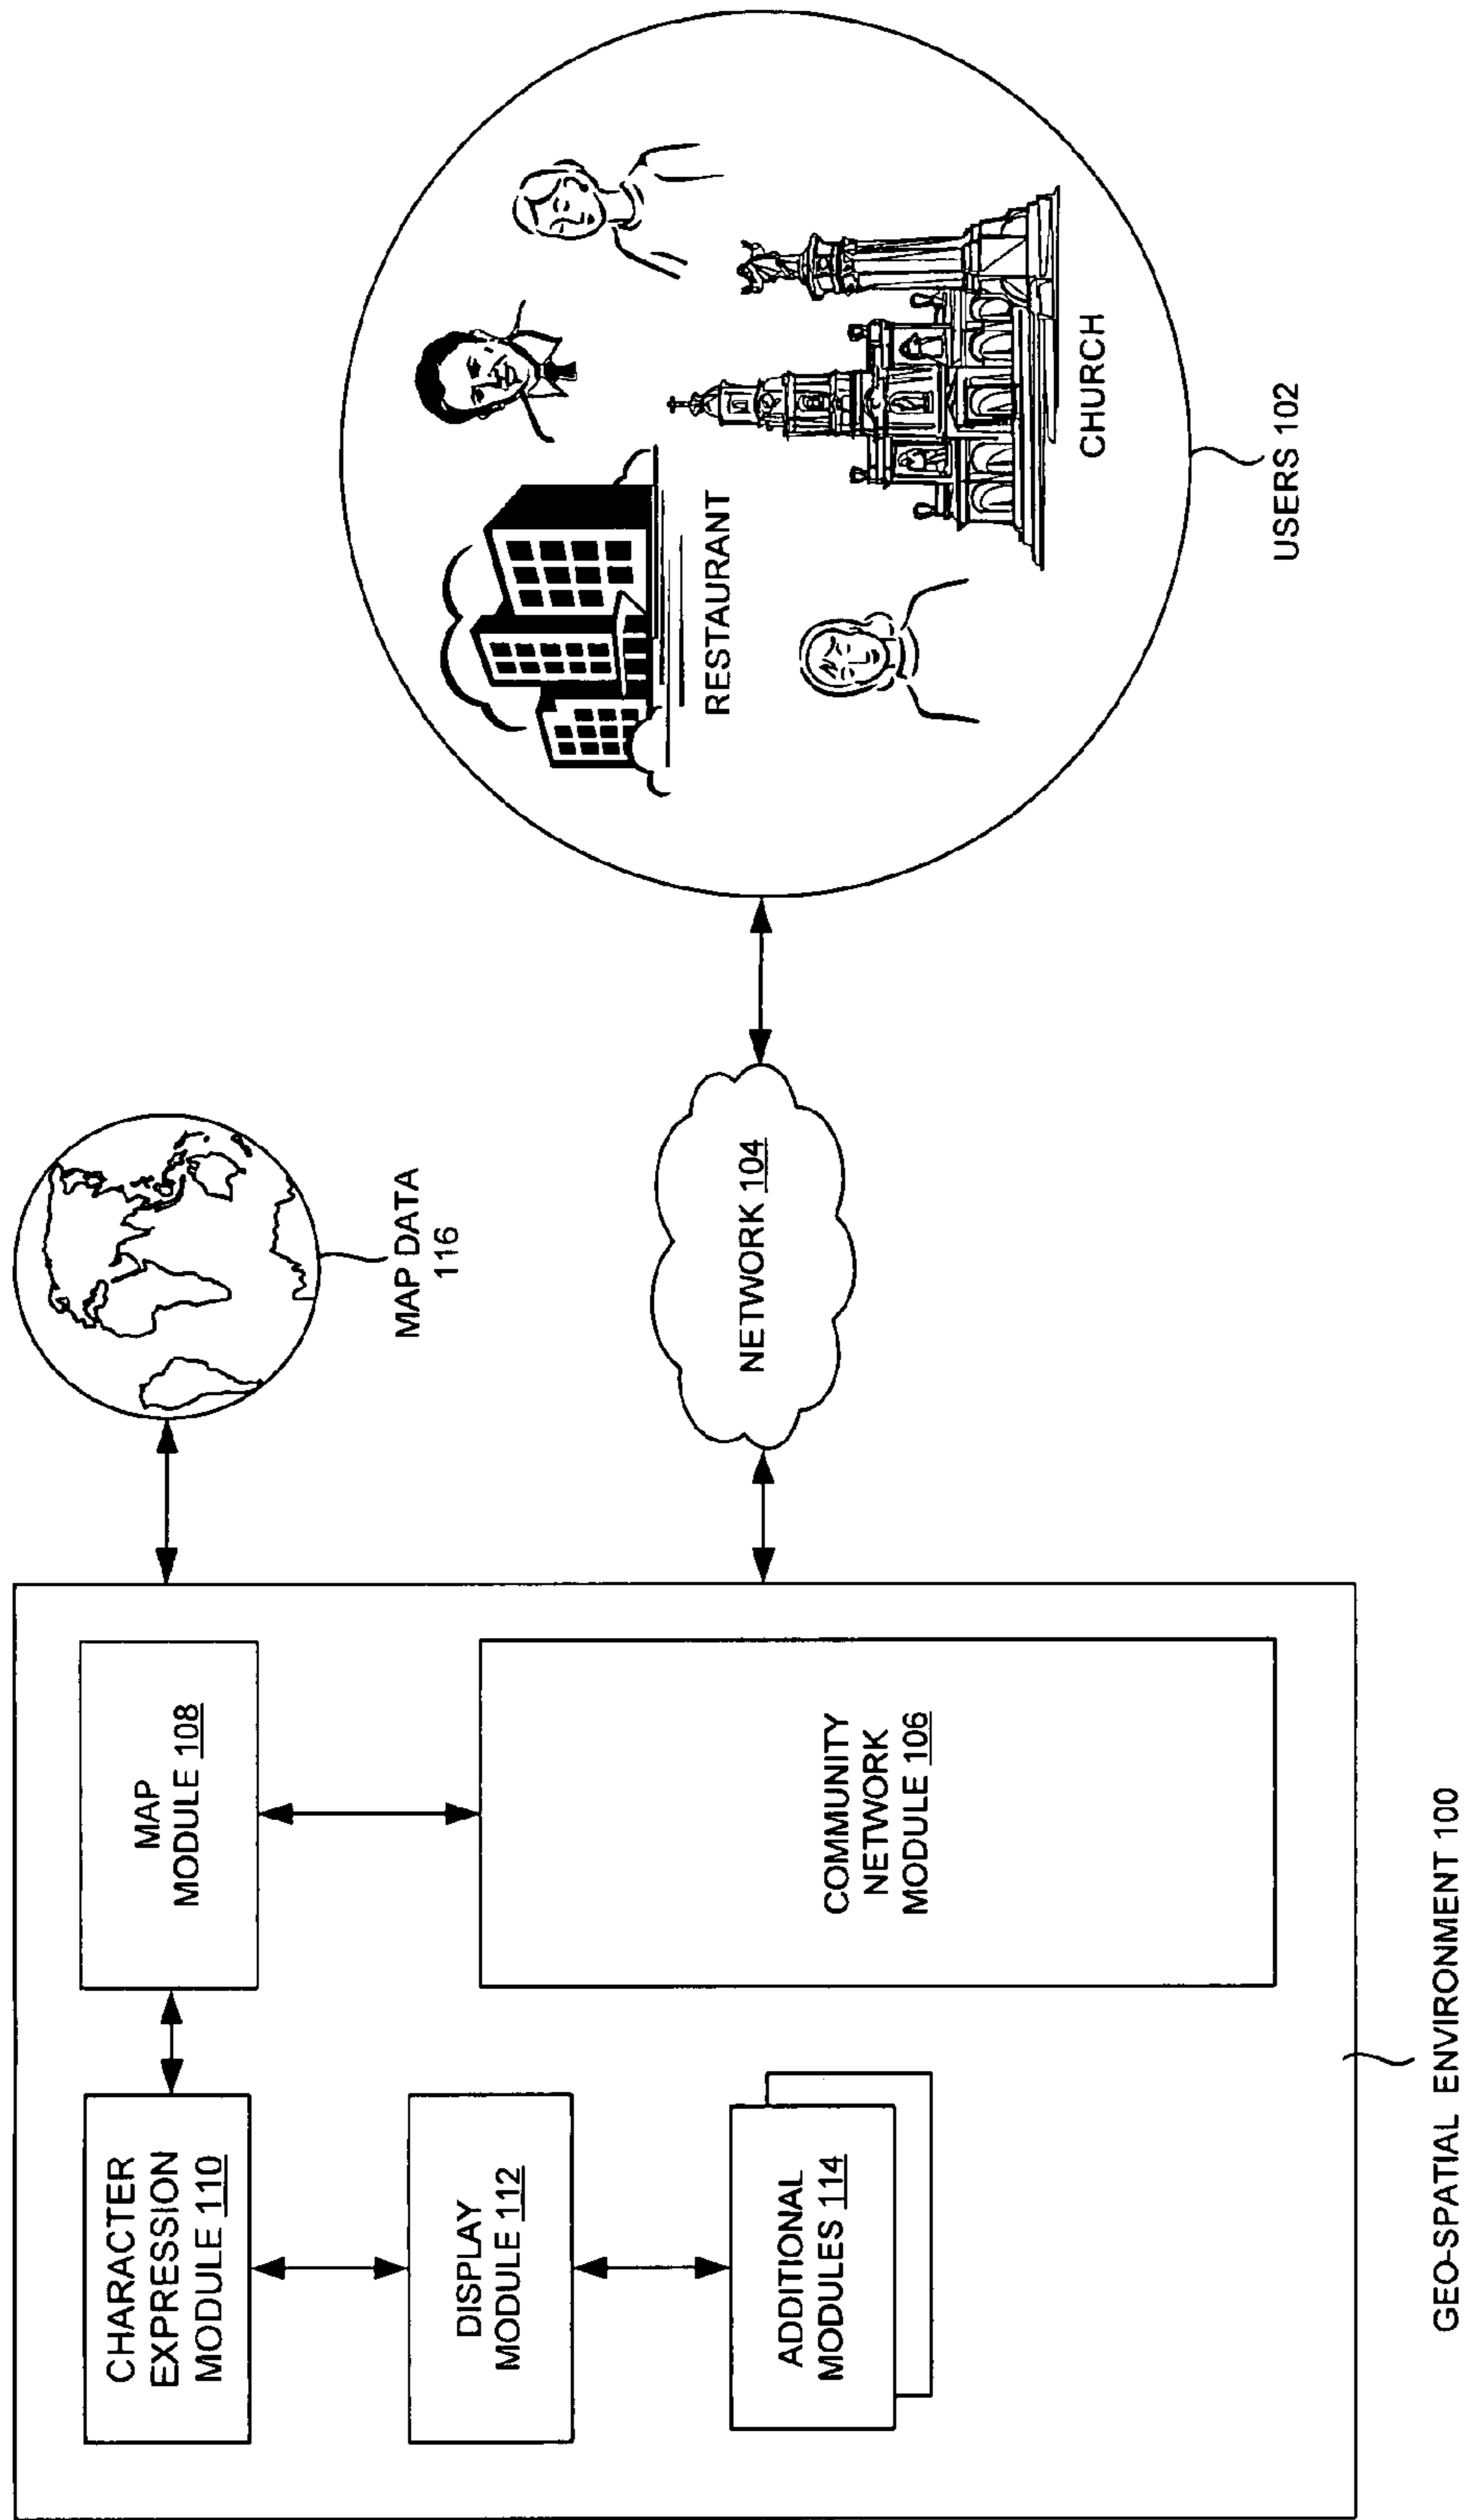 CHARACTER
EXPRESSION
MODULE 110
MAP
MODULE 108
DISPLAY
MODULE 112
ADDITIONAL
MODULES 114
COMMUNITY
NETWORK
MODULE 106
GEO-SPATIAL ENVIRONMENT 100
MAP DATA
116
NETWORK 104
RESTAURANT
CHURCH
USERS 102